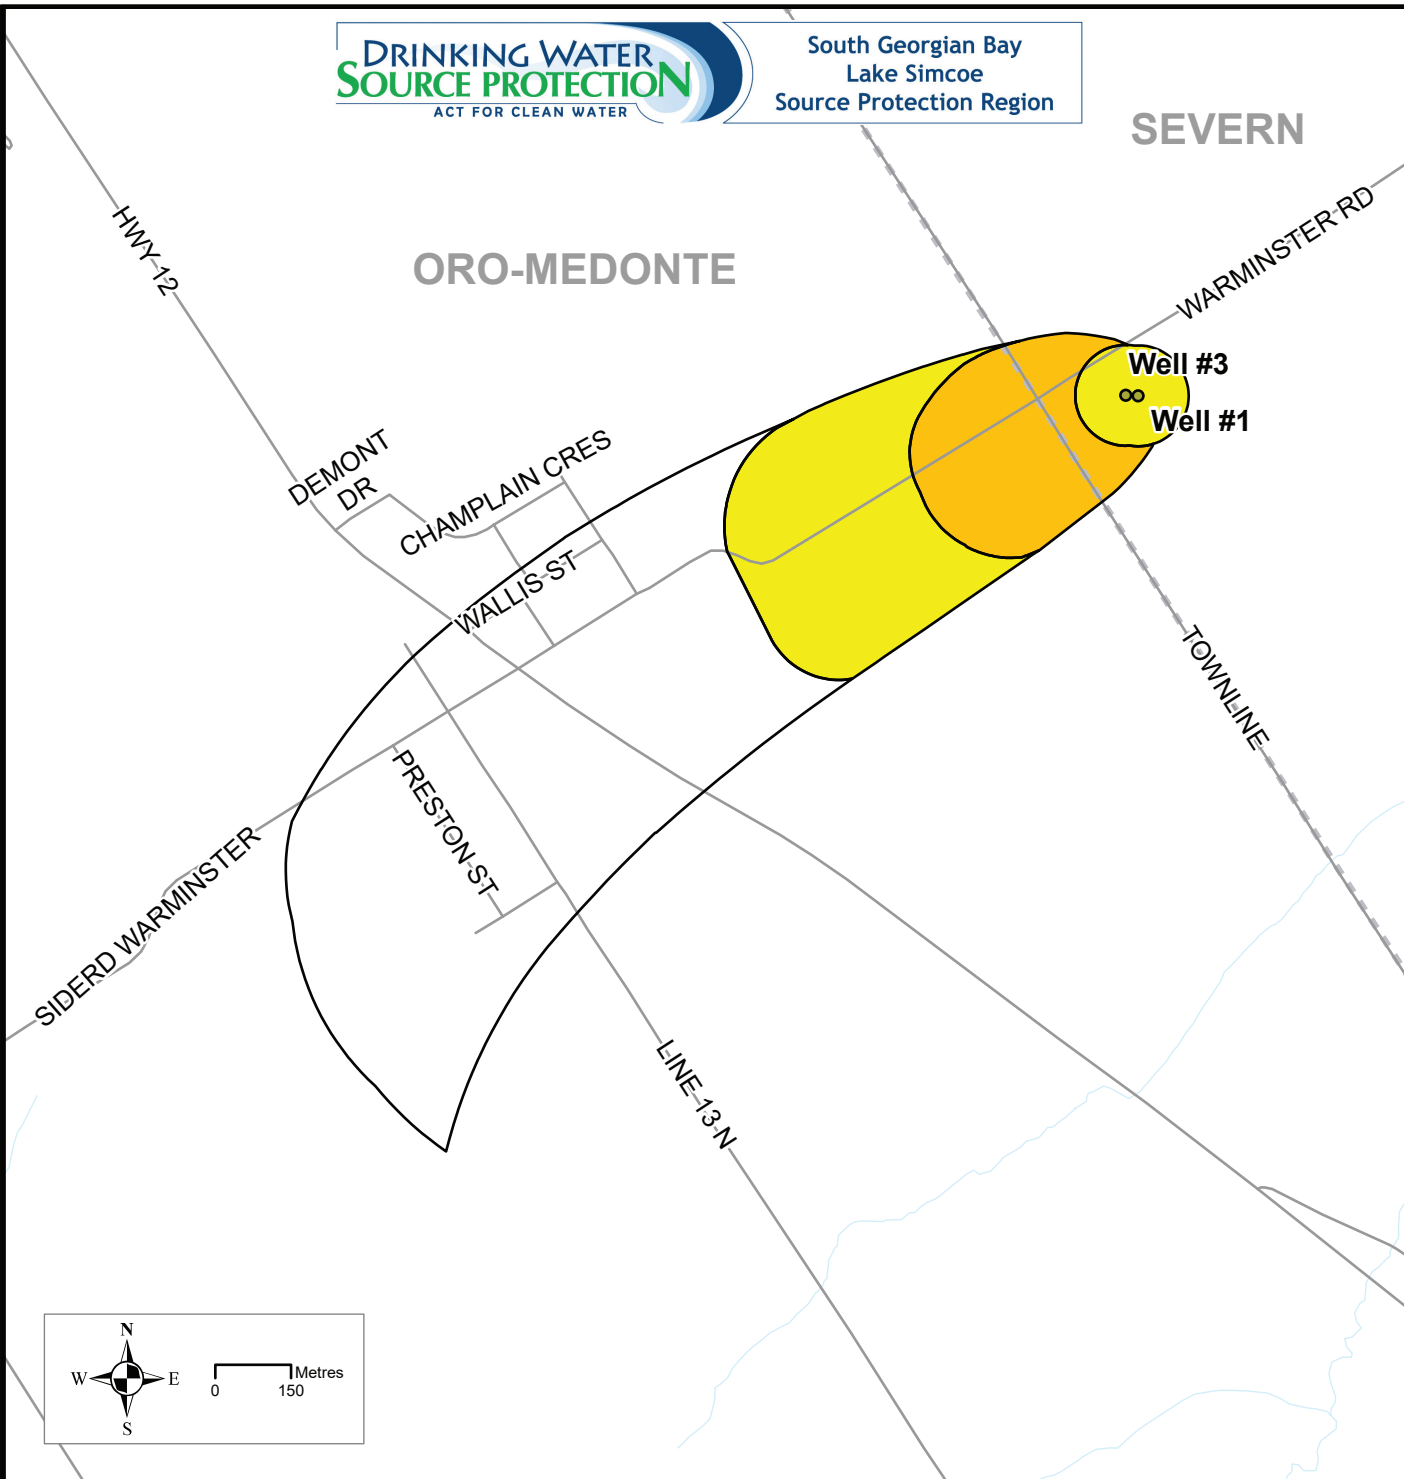 DRINKING WATER
SOURCE PROTECTION
ACT FOR CLEAN WATER
South Georgian Bay
Lake Simcoe
Source Protection Region
SEVERN
ORO-MEDONTE
HWY 12
WARMINSTER RD
Well #3
Well #1
DEMONT
DR
CHAMPLAIN CRES
WALLIS ST
TOWNLINE
PRESTON ST
SIDERD WARMINSTER
LINE 13 N
N
W
E
S
Metres
0
150